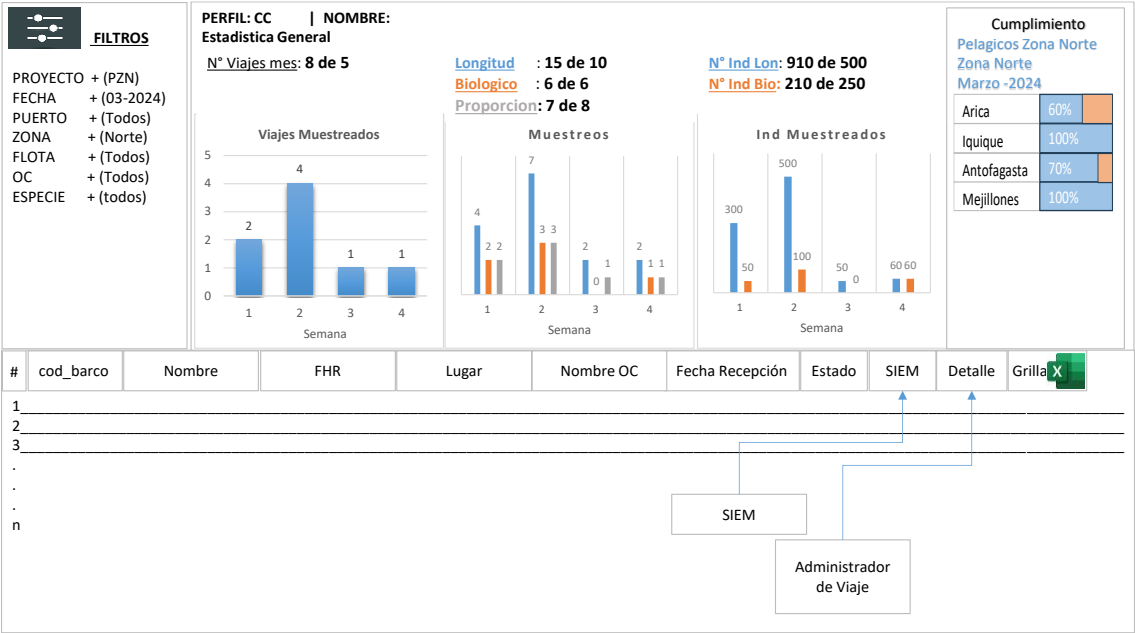 FILTROS
PROYECTO + (PZN)
FECHA + (03-2024)
PUERTO + (Todos)
ZONA + (Norte)
FLOTA + (Todos)
OC + (Todos)
ESPECIE + (todos)
PERFIL: CC | NOMBRE:
Estadistica General
N° Viajes mes: 8 de 5
Longitud : 15 de 10
Biologico : 6 de 6
Proporcion: 7 de 8
N° Ind Lon: 910 de 500
N° Ind Bio: 210 de 250
Viajes Muestreados
5
4
3
2
1
0
2
4
1
1
1 2 3 4
Semana
Muestreos
4
2 2
7
3 3
2
0
1
2
1 1
1 2 3 4
Semana
Ind Muestreados
300
50
500
100
50
0
60 60
1 2 3 4
Semana
Cumplimiento
Pelagicos Zona Norte
Zona Norte
Marzo -2024
Arica 60%
Iquique 100%
Antofagasta 70%
Mejillones 100%
# cod_barco Nombre FHR Lugar Nombre OC Fecha Recepción Estado SIEM Detalle Grilla X
1
2
3
.
.
.
n
SIEM
Administrador
de Viaje